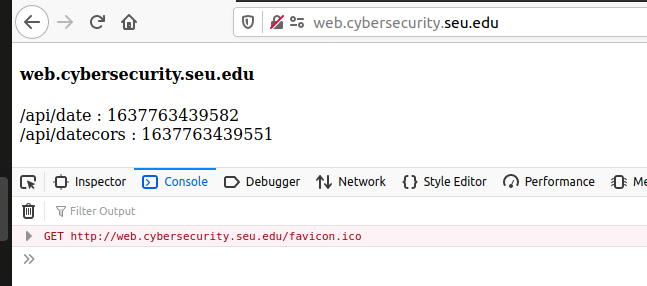 web.cybersecurity.seu.edu
web.cybersecurity.seu.edu
/api/date : 1637763439582
/api/datecors : 1637763439551
Inspector Console Debugger Network Style Editor Performance Me
Filter Output
GET http://web.cybersecurity.seu.edu/favicon.ico